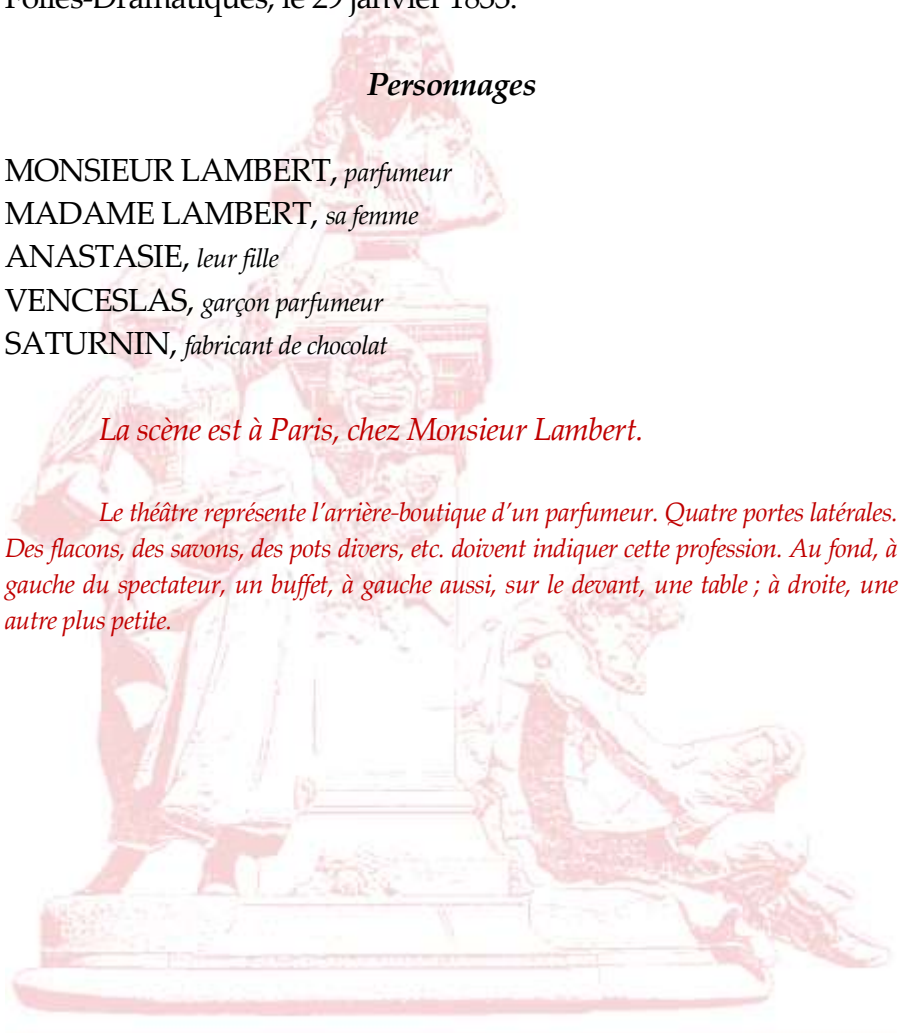 Folies-Dramatiques, le 29 janvier 1835.
Personnages
MONSIEUR LAMBERT, parfumeur
MADAME LAMBERT, sa femme
ANASTASIE, leur fille
VENCESLAS, garçon parfumeur
SATURNIN, fabricant de chocolat
La scène est à Paris, chez Monsieur Lambert.
Le théâtre représente l’arrière-boutique d’un parfumeur. Quatre portes latérales.
Des flacons, des savons, des pots divers, etc. doivent indiquer cette profession. Au fond, à
gauche du spectateur, un buffet, à gauche aussi, sur le devant, une table ; à droite, une
autre plus petite.